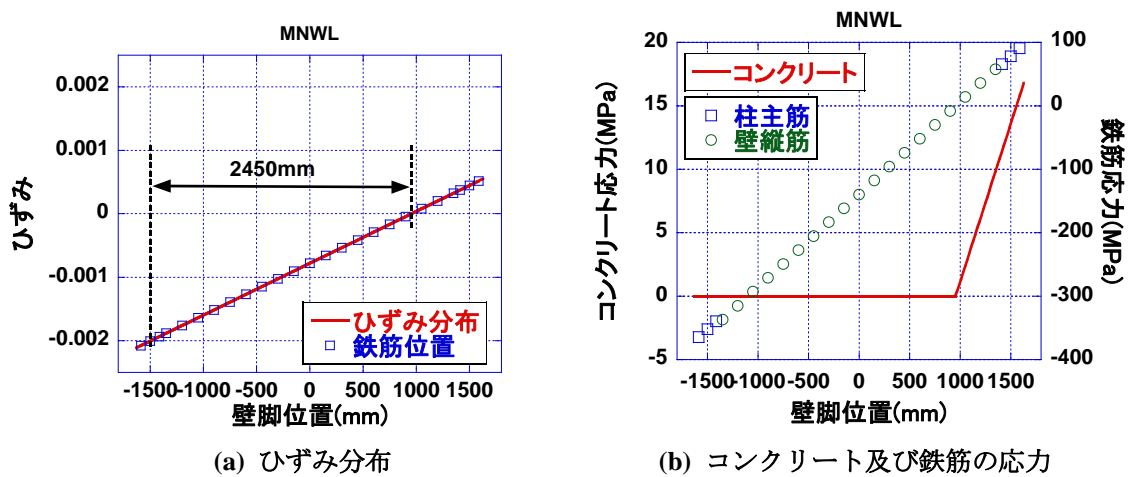 MNWL
0.002
0.001
0
-0.001
-0.002
ひずみ
2450mm
ひずみ分布
鉄筋位置
-1500 -1000 -500 0 500 1000 1500
壁脚位置(mm)
(a) ひずみ分布
MNWL
20
15
10
5
0
-5
コンクリート応力(MPa)
コンクリート
柱主筋
壁縦筋
100
0
-100
-200
-300
-400
鉄筋応力(MPa)
-1500 -1000 -500 0 500 1000 1500
壁脚位置(mm)
(b) コンクリート及び鉄筋の応力